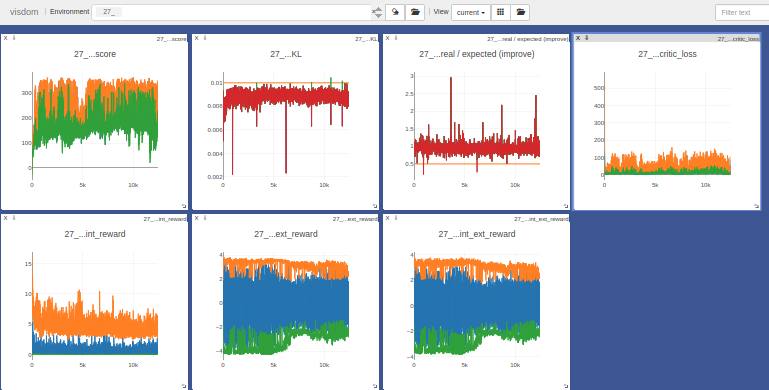 visdom Environment 27_ View current Filter text
X ⇩ 27_...score
27_...score
300
200
100
0
0 5k 10k
X ⇩ 27_...KL
27_...KL
0.01
0.008
0.006
0.004
0.002
0 5k 10k
X ⇩ 27_...real / expected (improve)
27_...real / expected (improve)
3
2.5
2
1.5
1
0.5
0 5k 10k
X ⇩ 27_...critic_loss
27_...critic_loss
500
400
300
200
100
0
0 5k 10k
X ⇩ 27_...int_reward
27_...int_reward
15
10
5
0
0 5k 10k
X ⇩ 27_...ext_reward
27_...ext_reward
4
2
0
−2
−4
0 5k 10k
X ⇩ 27_...int_ext_reward
27_...int_ext_reward
4
2
0
−2
−4
0 5k 10k